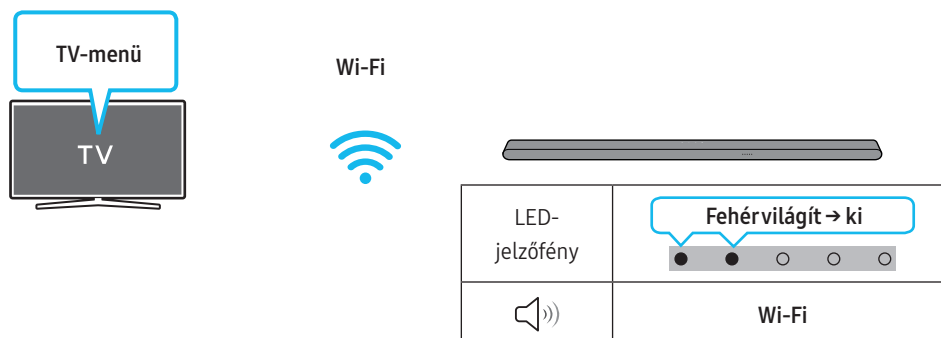 TV-menü
Wi-Fi
TV
LED-
jelzőfény
Fehér világít → ki
Wi-Fi